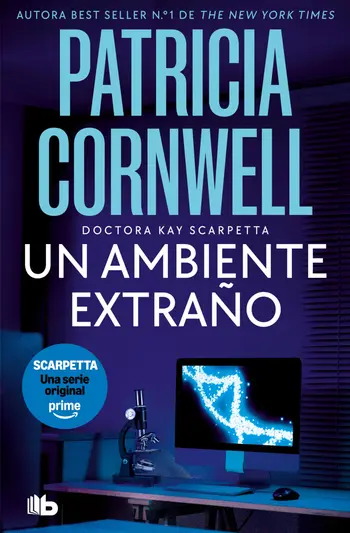 AUTORA BEST SELLER N.º 1 DE THE NEW YORK TIMES
PATRICIA
CORNWELL
DOCTORA KAY SCARPETTA
UN AMBIENTE
EXTRAÑO
SCARPETTA
Una serie
original
prime
b